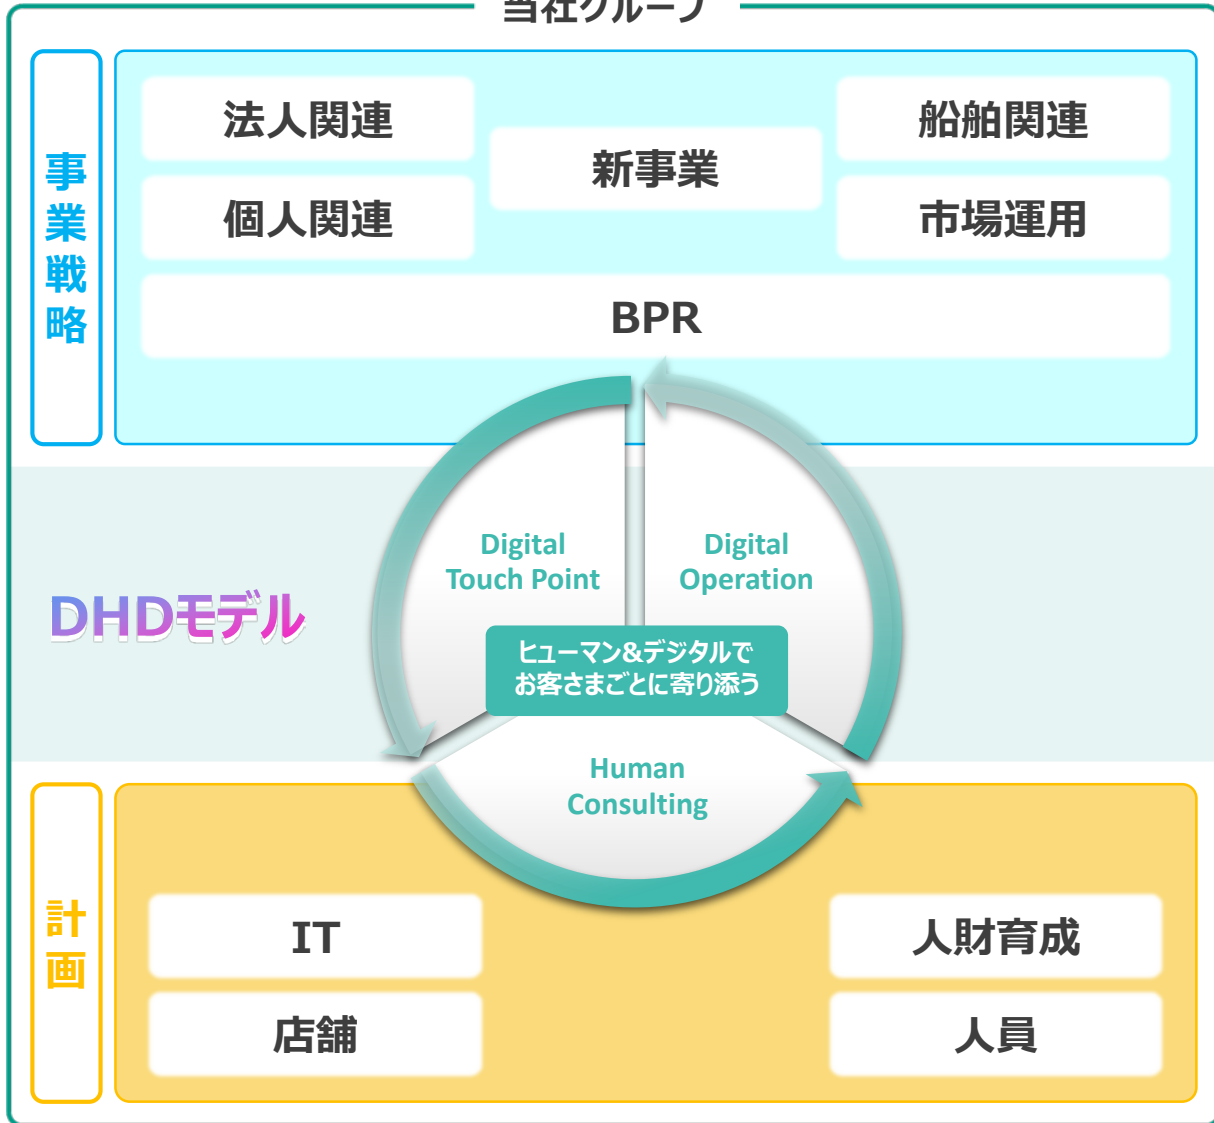 当社グループ
事業戦略
法人関連
個人関連
新事業
船舶関連
市場運用
BPR
DHDモデル
Digital
Touch Point
Digital
Operation
ヒューマン&デジタルで
お客さまごとに寄り添う
Human
Consulting
計画
IT
店舗
人財育成
人員